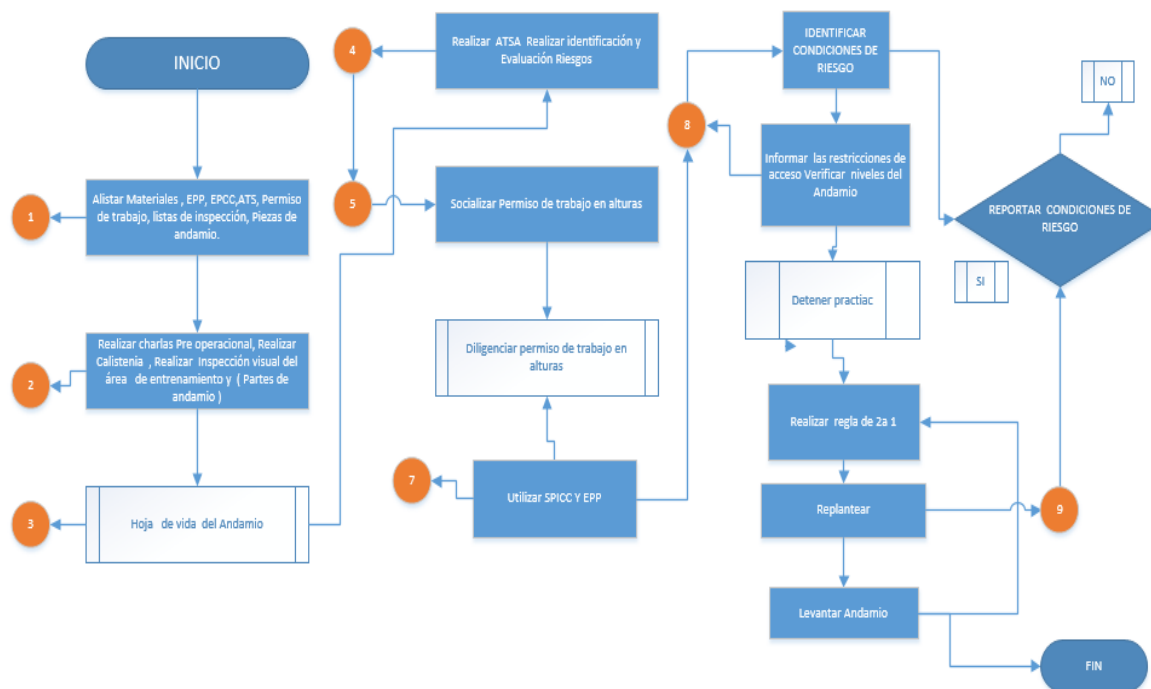 INICIO
1
Alistar Materiales , EPP, EPCC,ATS, Permiso
de trabajo, listas de inspección, Piezas de
andamio.
2
Realizar charlas Pre operacional, Realizar
Calistenia , Realizar Inspección visual del
área de entrenamiento y ( Partes de
andamio )
3
Hoja de vida del Andamio
4
Realizar ATSA Realizar identificación y
Evaluación Riesgos
5
Socializar Permiso de trabajo en alturas
Diligenciar permiso de trabajo en
alturas
7
Utilizar SPICC Y EPP
8
IDENTIFICAR
CONDICIONES DE
RIESGO
Informar las restricciones de
acceso Verificar niveles del
Andamio
Detener practiac
Realizar regla de 2a 1
Replantear
Levantar Andamio
NO
REPORTAR CONDICIONES DE
RIESGO
SI
9
FIN